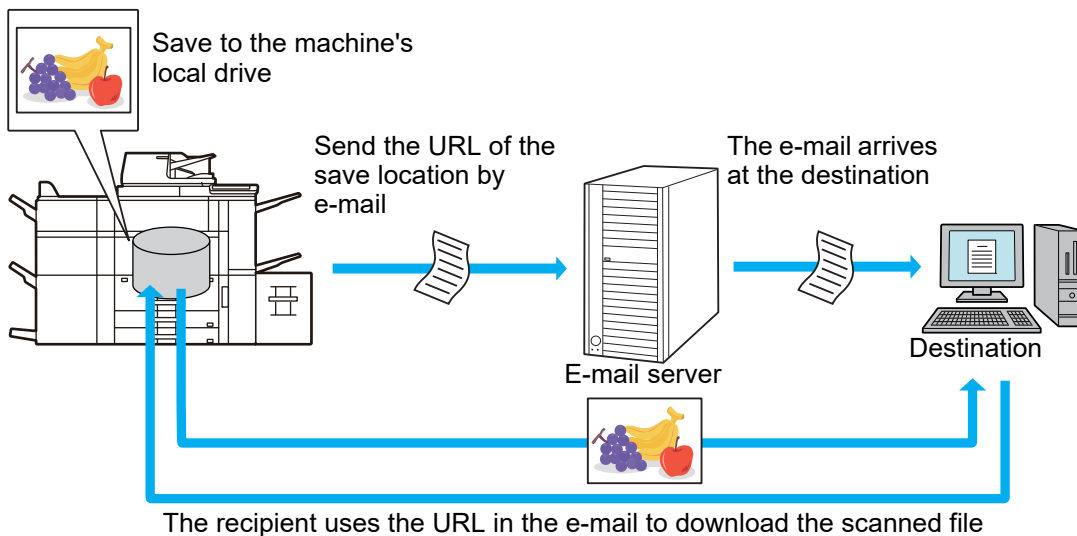 Save to the machine's
local drive
Send the URL of the
save location by
e-mail
The e-mail arrives
at the destination
Destination
E-mail server
The recipient uses the URL in the e-mail to download the scanned file